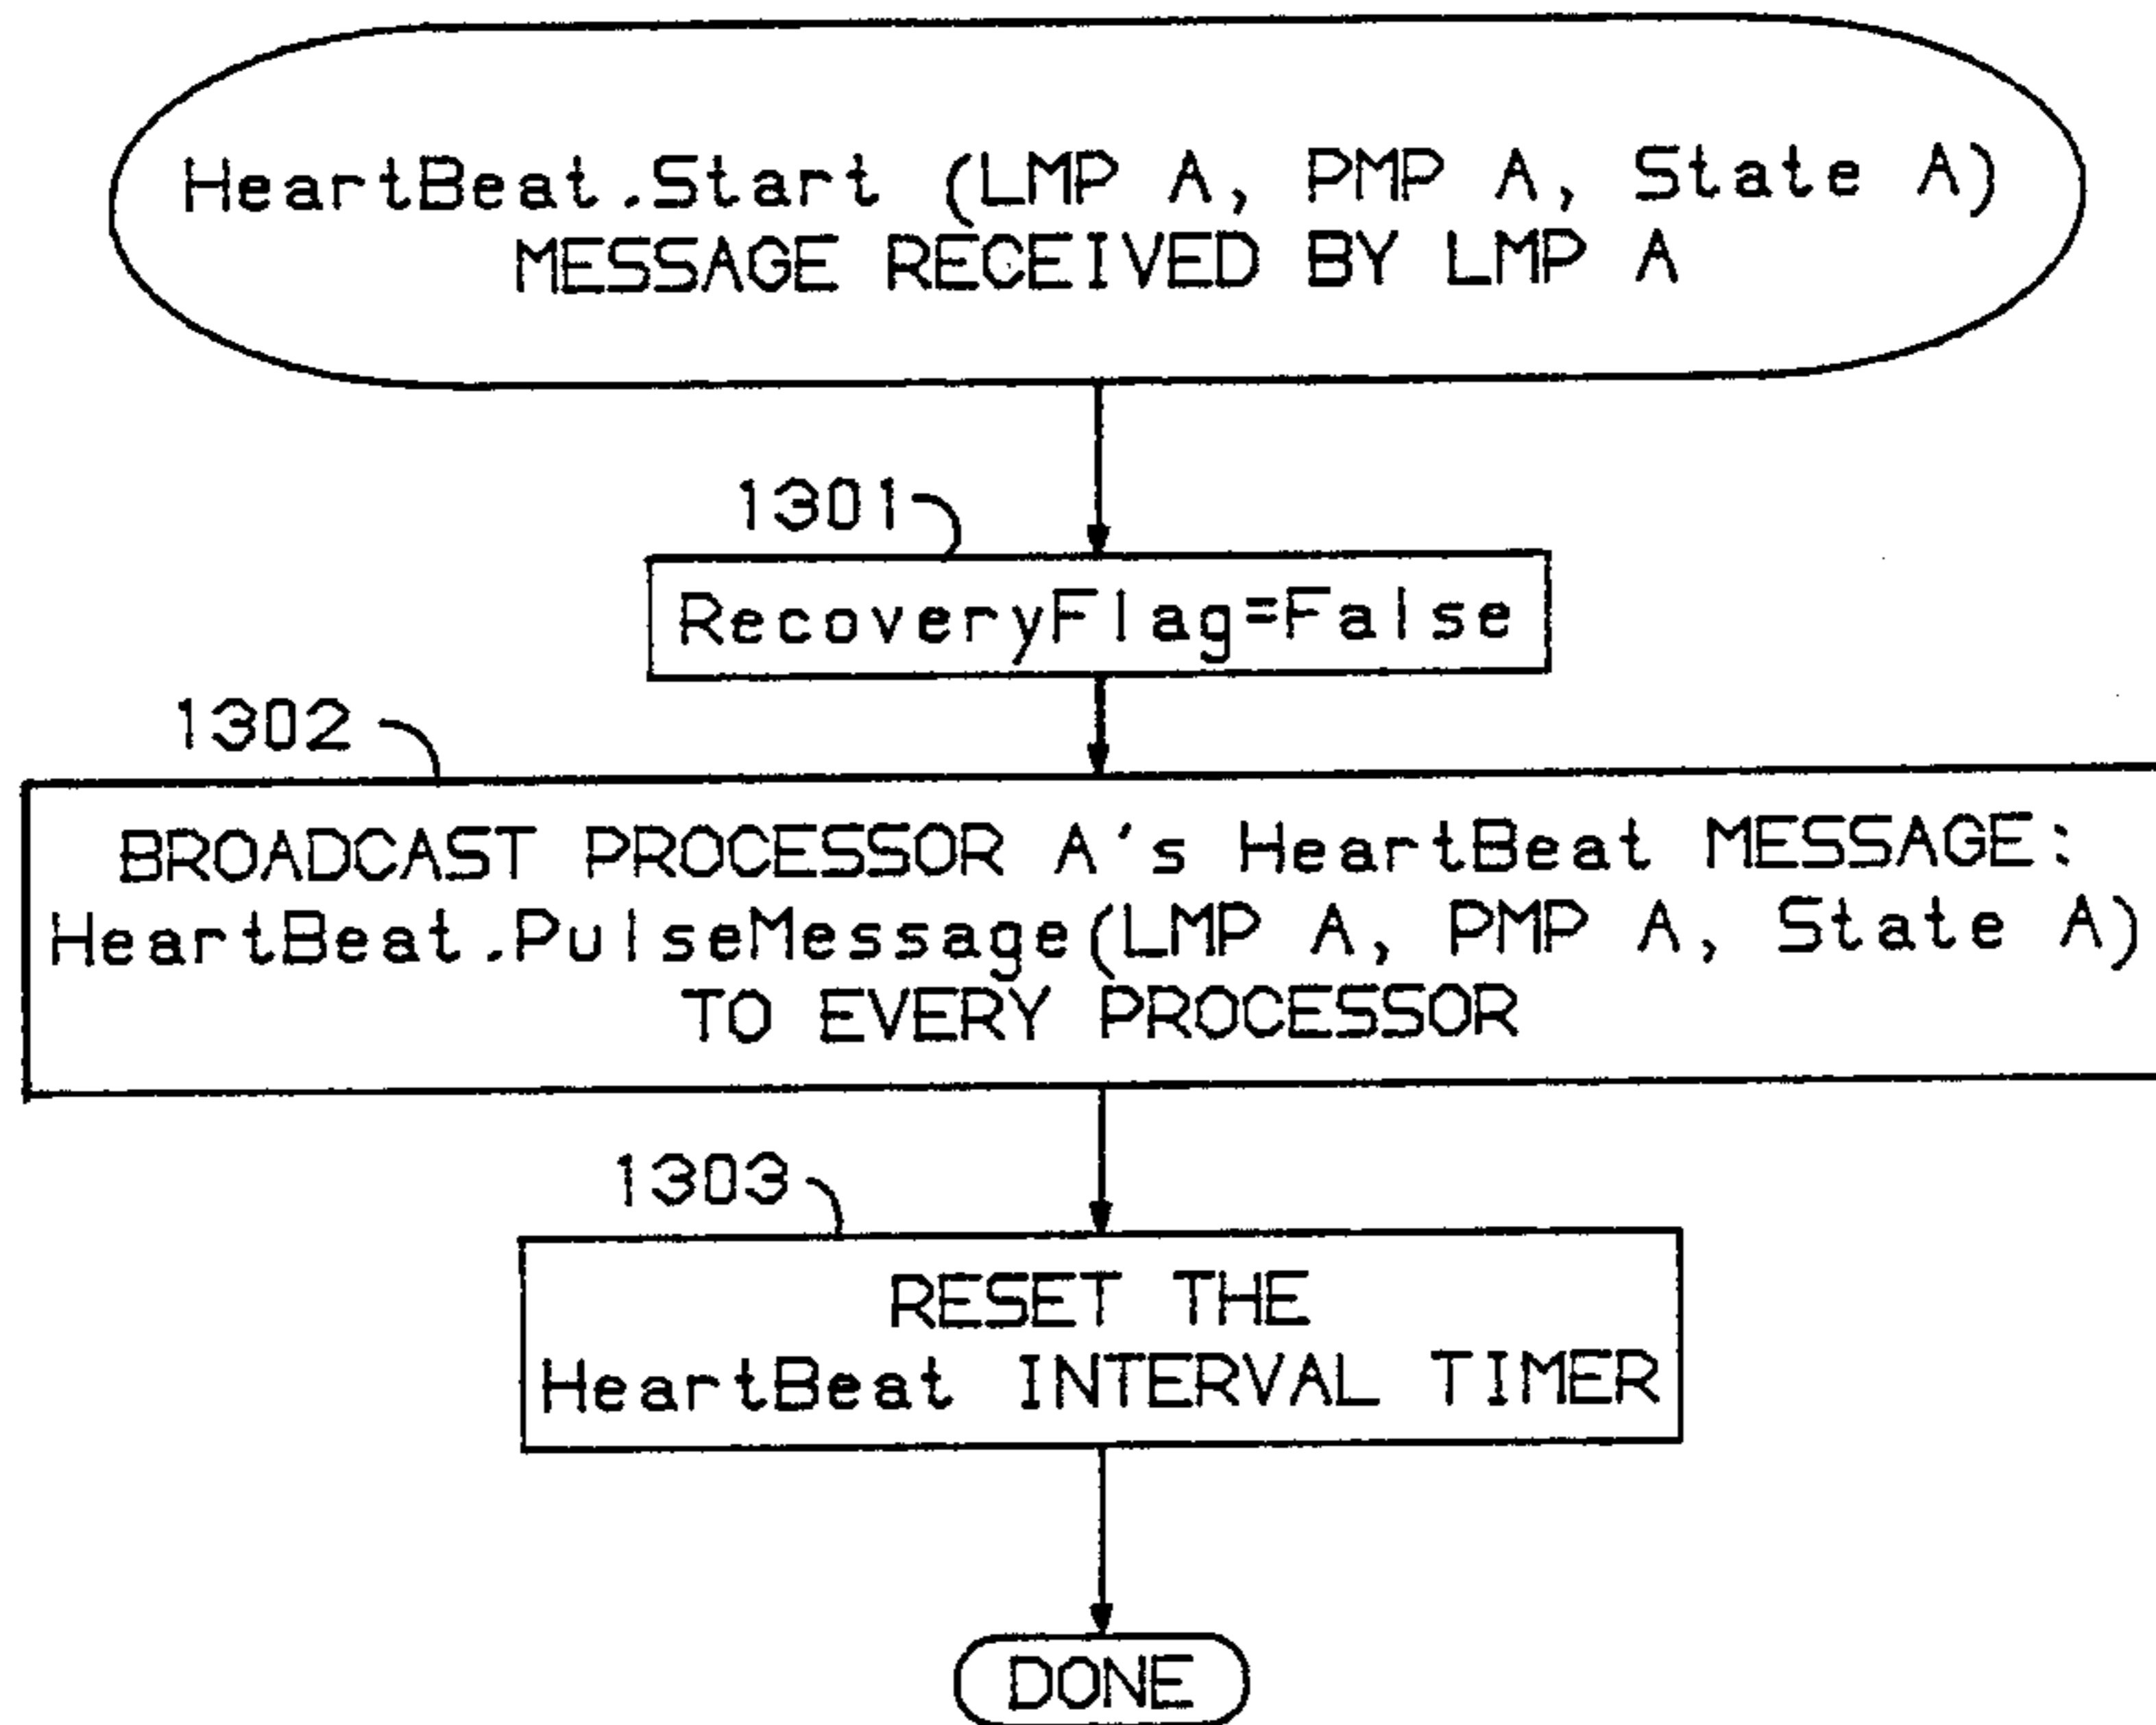 HeartBeat.Start (LMP A, PMP A, State A)
MESSAGE RECEIVED BY LMP A
1301
RecoveryFlag=False
1302
BROADCAST PROCESSOR A's HeartBeat MESSAGE:
HeartBeat.PulseMessage(LMP A, PMP A, State A)
TO EVERY PROCESSOR
1303
RESET THE
HeartBeat INTERVAL TIMER
DONE